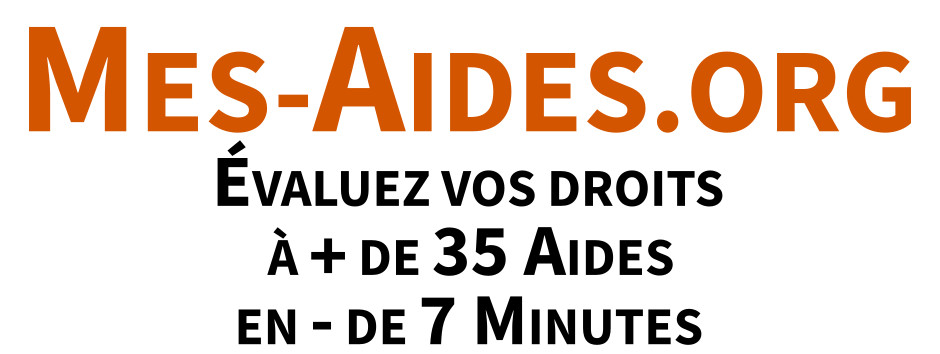 Mes-Aides.org
Évaluez vos droits
à + de 35 Aides
en - de 7 Minutes